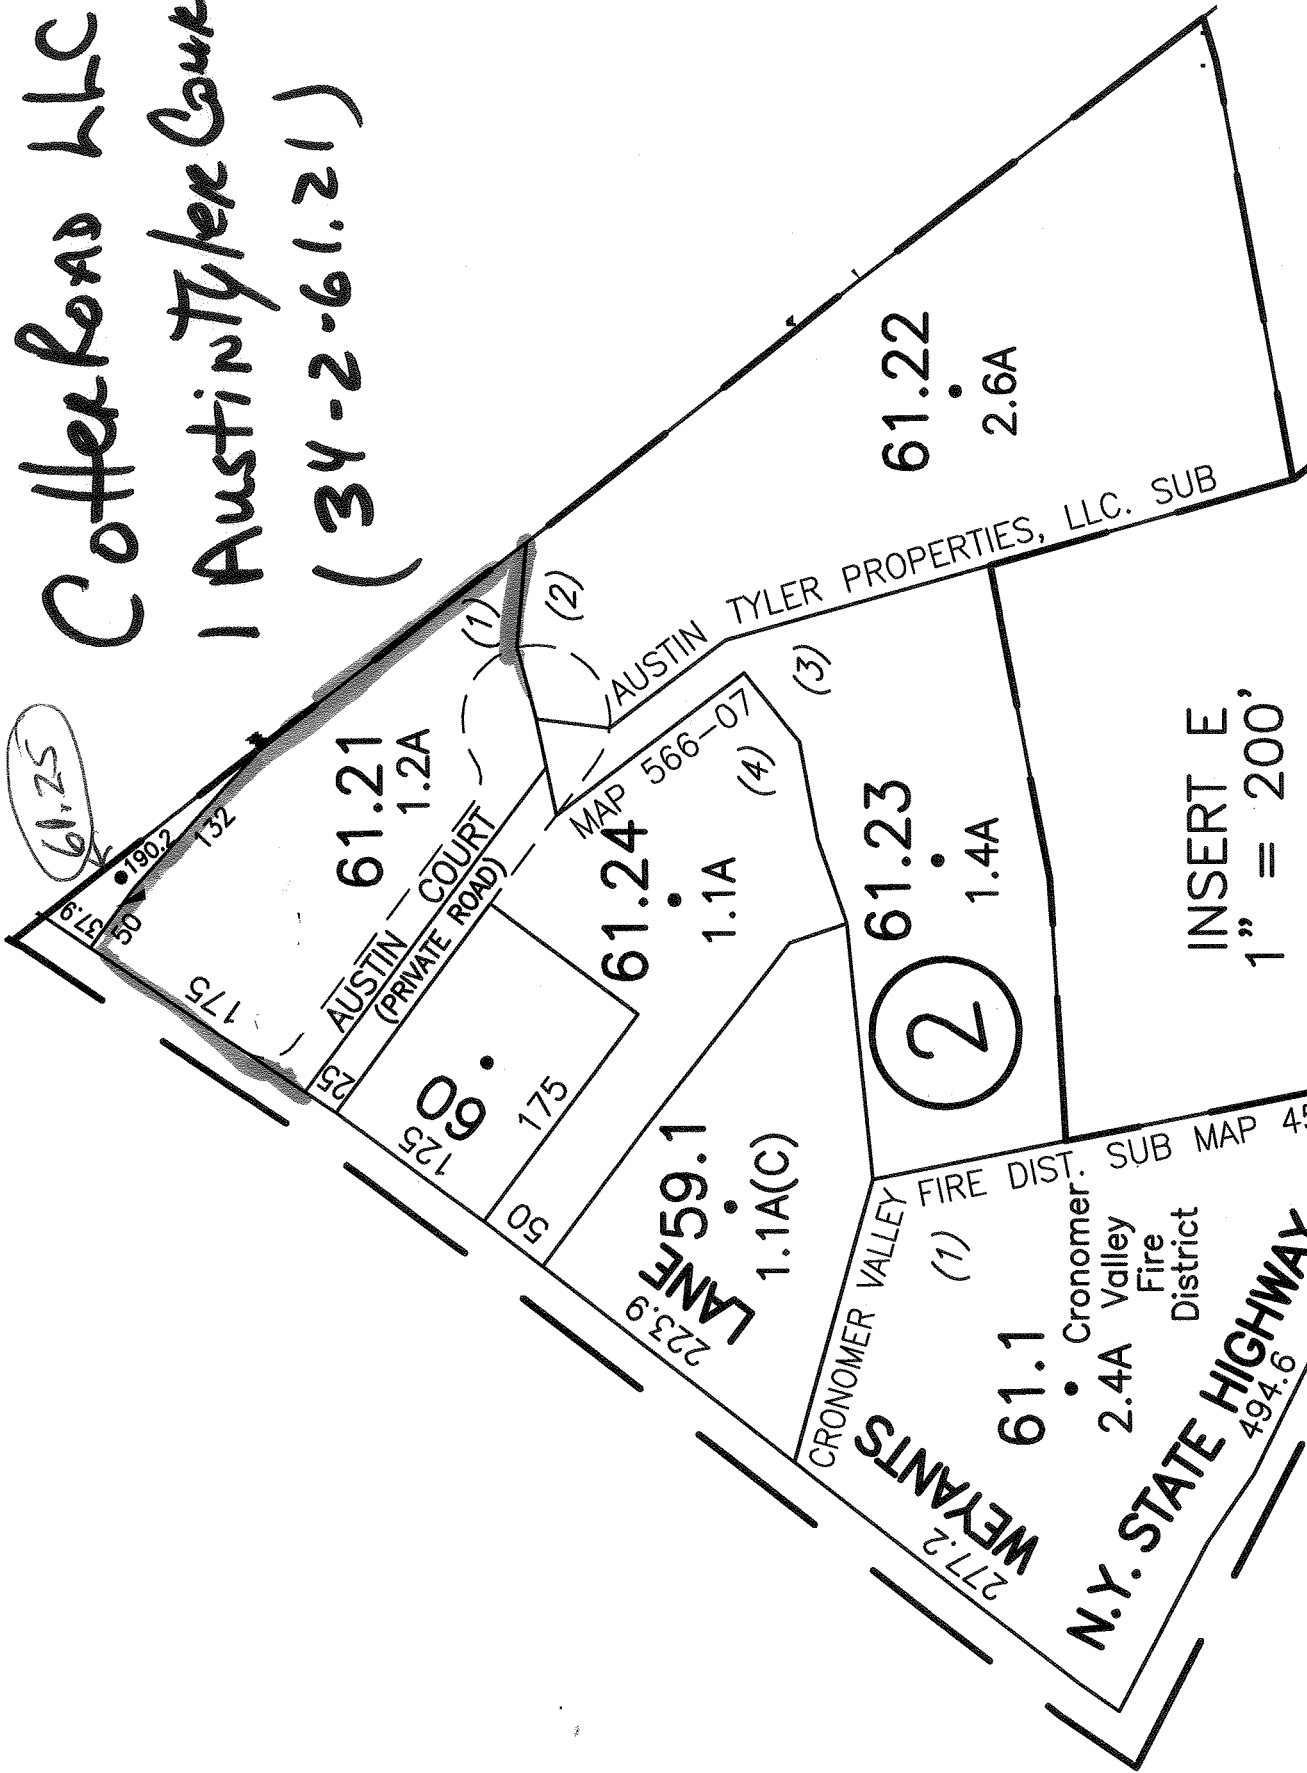 Cotter Road LLC
1 Austin Tyler Cour
(34-2-61.21)
61.25
37.9
190.2
50
132
175
61.21
1.2A
(1)
(2)
AUSTIN COURT
(PRIVATE ROAD)
25
60
125
175
50
61.24
1.1A
MAP 566-07
(4)
AUSTIN TYLER PROPERTIES, LLC. SUB
(3)
61.22
2.6A
61.23
1.4A
2
INSERT E
1" = 200'
59.1
1.1A(C)
223.9
WEYANTS LANE
277.2
CRONOMER VALLEY FIRE DIST. SUB MAP 45
(1)
61.1
2.4A
Cronomer
Valley
Fire
District
N.Y. STATE HIGHWAY
494.6